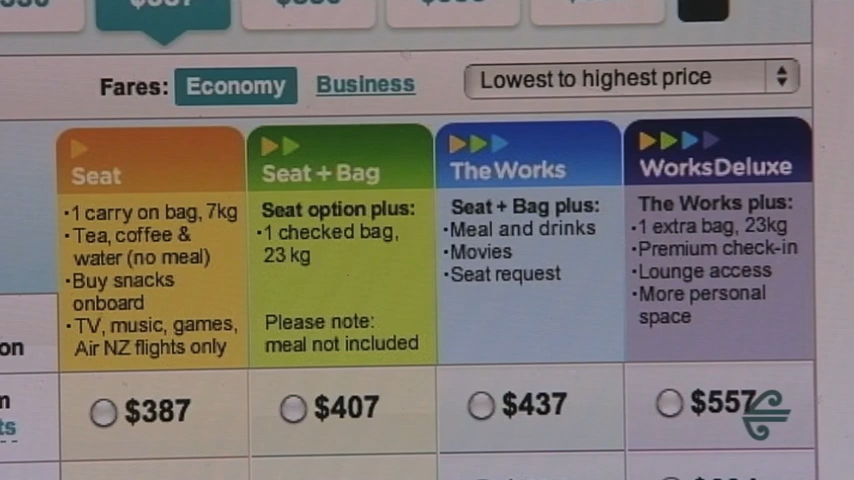 Fares: Economy Business Lowest to highest price
Seat
·1 carry on bag, 7kg
·Tea, coffee &
water (no meal)
·Buy snacks
onboard
·TV, music, games,
Air NZ flights only
$387
Seat + Bag
Seat option plus:
·1 checked bag,
23 kg
Please note:
meal not included
$407
The Works
Seat + Bag plus:
·Meal and drinks
·Movies
·Seat request
$437
WorksDeluxe
The Works plus:
·1 extra bag, 23kg
·Premium check-in
·Lounge access
·More personal
space
$557